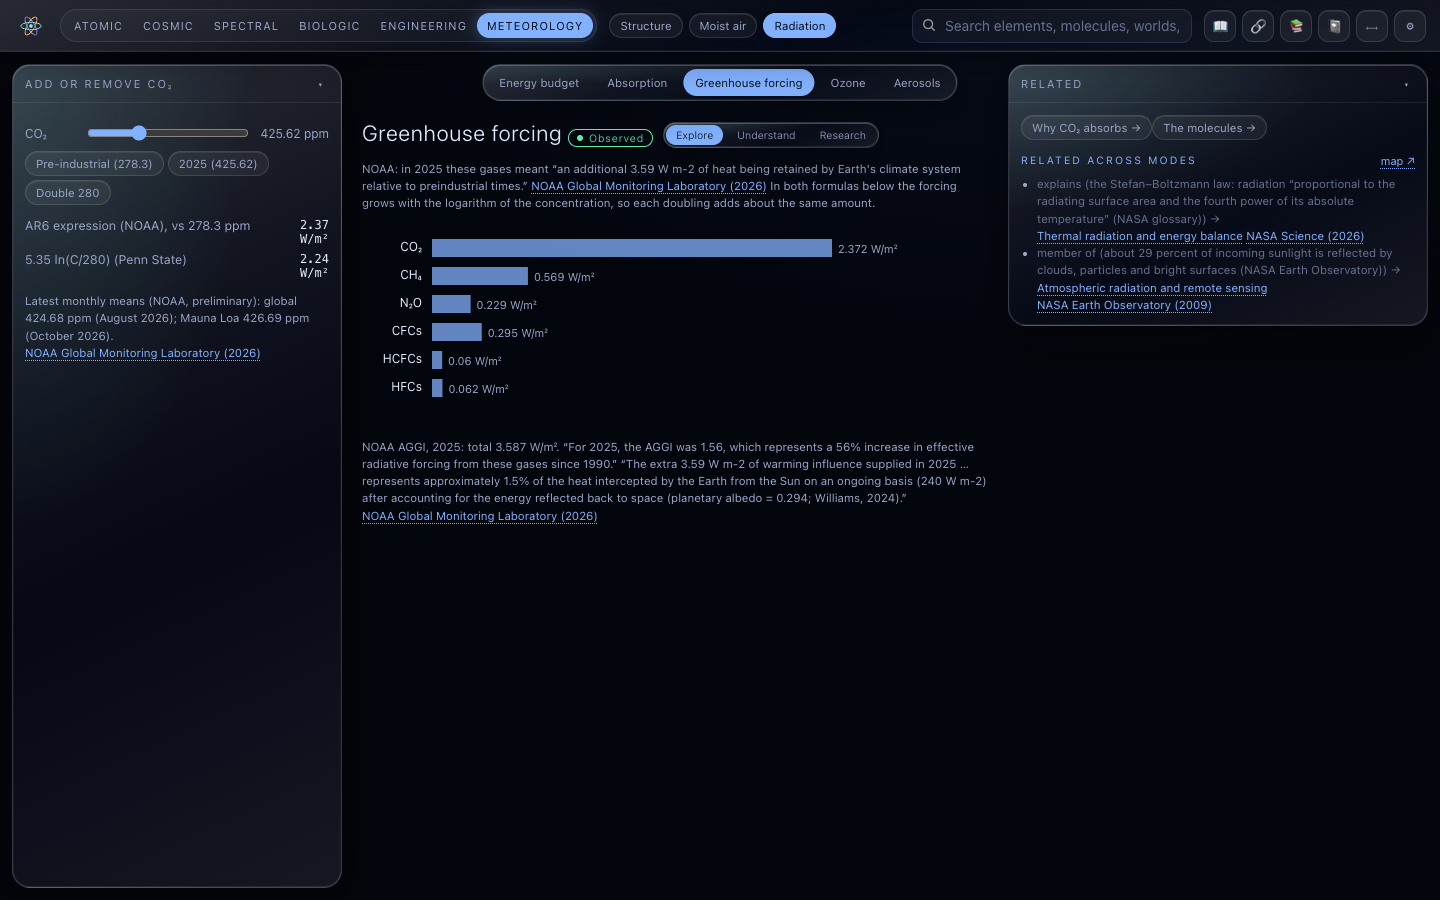 ATOMIC COSMIC SPECTRAL BIOLOGIC ENGINEERING METEOROLOGY Structure Moist air Radiation Search elements, molecules, worlds,
ADD OR REMOVE CO₂
CO₂ 425.62 ppm
Pre-industrial (278.3) 2025 (425.62)
Double 280
AR6 expression (NOAA), vs 278.3 ppm 2.37 W/m²
5.35 ln(C/280) (Penn State) 2.24 W/m²
Latest monthly means (NOAA, preliminary): global
424.68 ppm (August 2026); Mauna Loa 426.69 ppm
(October 2026).
NOAA Global Monitoring Laboratory (2026)
Energy budget Absorption Greenhouse forcing Ozone Aerosols
Greenhouse forcing Observed Explore Understand Research
NOAA: in 2025 these gases meant “an additional 3.59 W m-2 of heat being retained by Earth's climate system
relative to preindustrial times.” NOAA Global Monitoring Laboratory (2026) In both formulas below the forcing
grows with the logarithm of the concentration, so each doubling adds about the same amount.
CO₂ 2.372 W/m²
CH₄ 0.569 W/m²
N₂O 0.229 W/m²
CFCs 0.295 W/m²
HCFCs 0.06 W/m²
HFCs 0.062 W/m²
NOAA AGGI, 2025: total 3.587 W/m². “For 2025, the AGGI was 1.56, which represents a 56% increase in effective
radiative forcing from these gases since 1990.” “The extra 3.59 W m-2 of warming influence supplied in 2025 …
represents approximately 1.5% of the heat intercepted by the Earth from the Sun on an ongoing basis (240 W m-2)
after accounting for the energy reflected back to space (planetary albedo = 0.294; Williams, 2024).”
NOAA Global Monitoring Laboratory (2026)
RELATED
Why CO₂ absorbs → The molecules →
RELATED ACROSS MODES map ↗
• explains (the Stefan–Boltzmann law: radiation “proportional to the
radiating surface area and the fourth power of its absolute
temperature” (NASA glossary)) →
Thermal radiation and energy balance NASA Science (2026)
• member of (about 29 percent of incoming sunlight is reflected by
clouds, particles and bright surfaces (NASA Earth Observatory)) →
Atmospheric radiation and remote sensing
NASA Earth Observatory (2009)